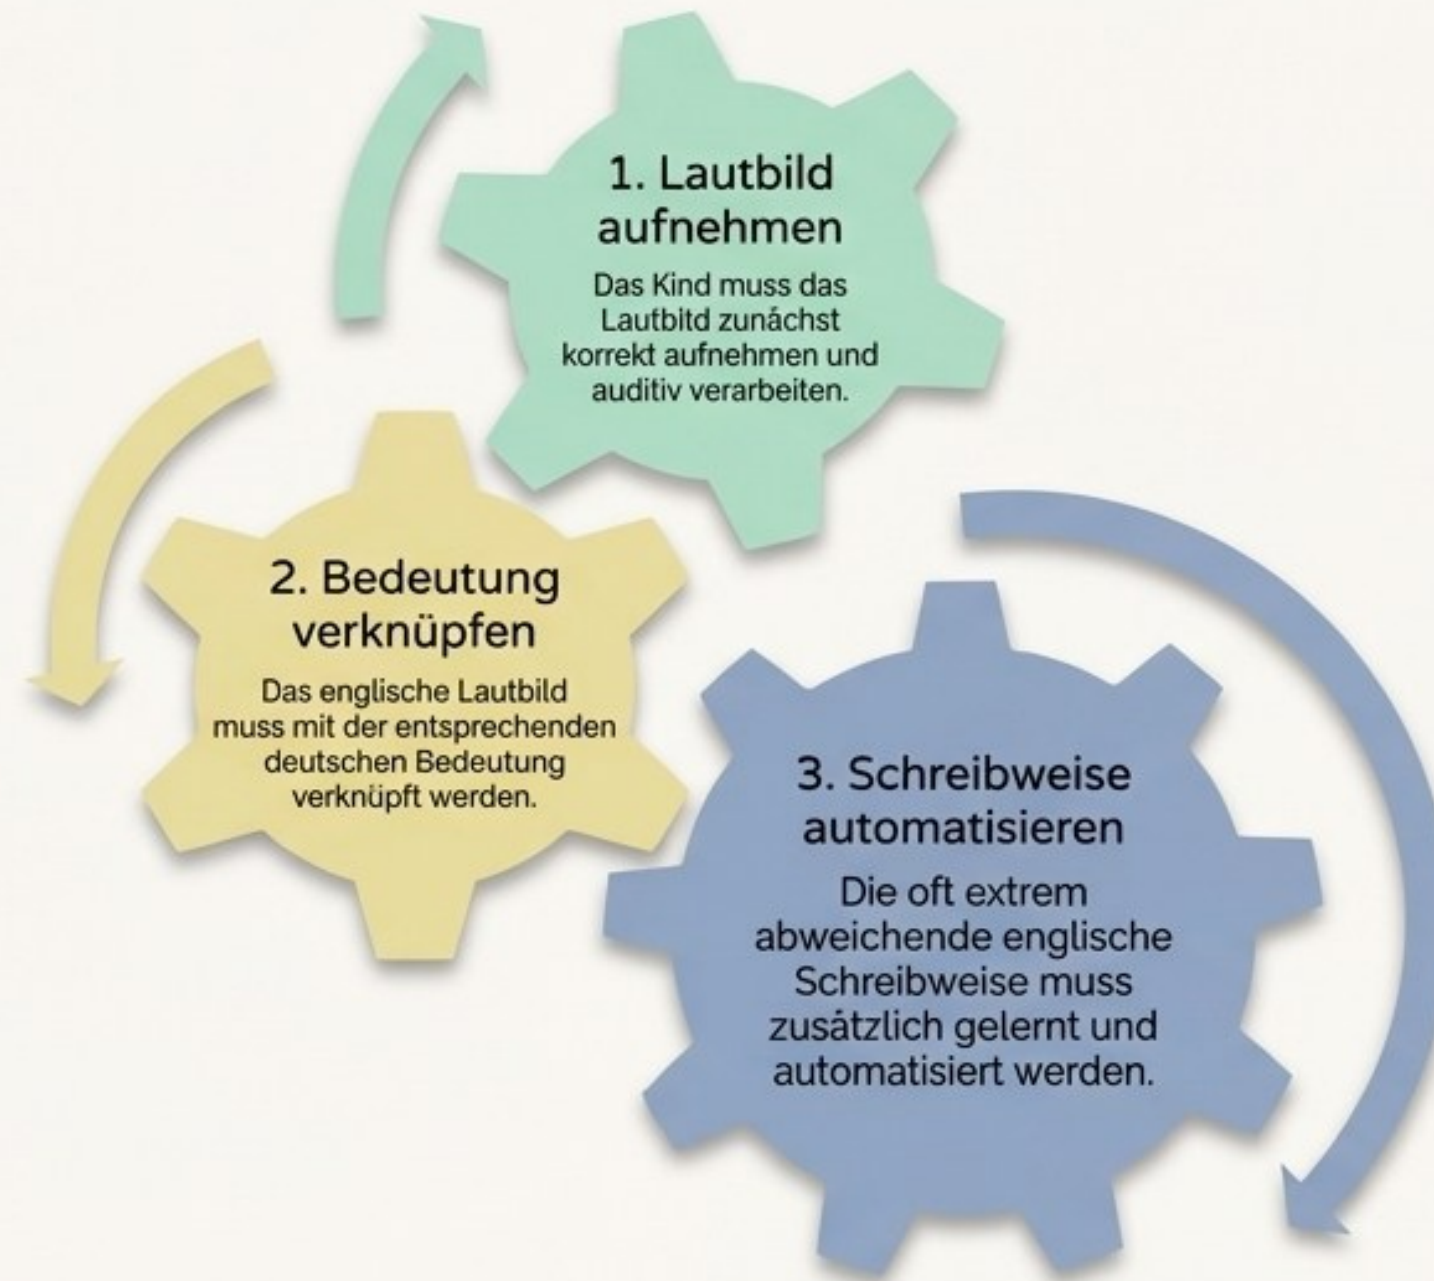 1. Lautbild
aufnehmen
Das Kind muss das
Lautbitd zunáchst
korrekt aufnehmen und
auditiv verarbeiten.
2. Bedeutung
verknüpfen
Das englische Lautbild
muss mit der entsprechenden
deutschen Bedeutung
verknüpft werden.
3. Schreibweise
automatisieren
Die oft extrem
abweichende englische
Schreibweise muss
zusátzlich gelernt und
automatisiert werden.